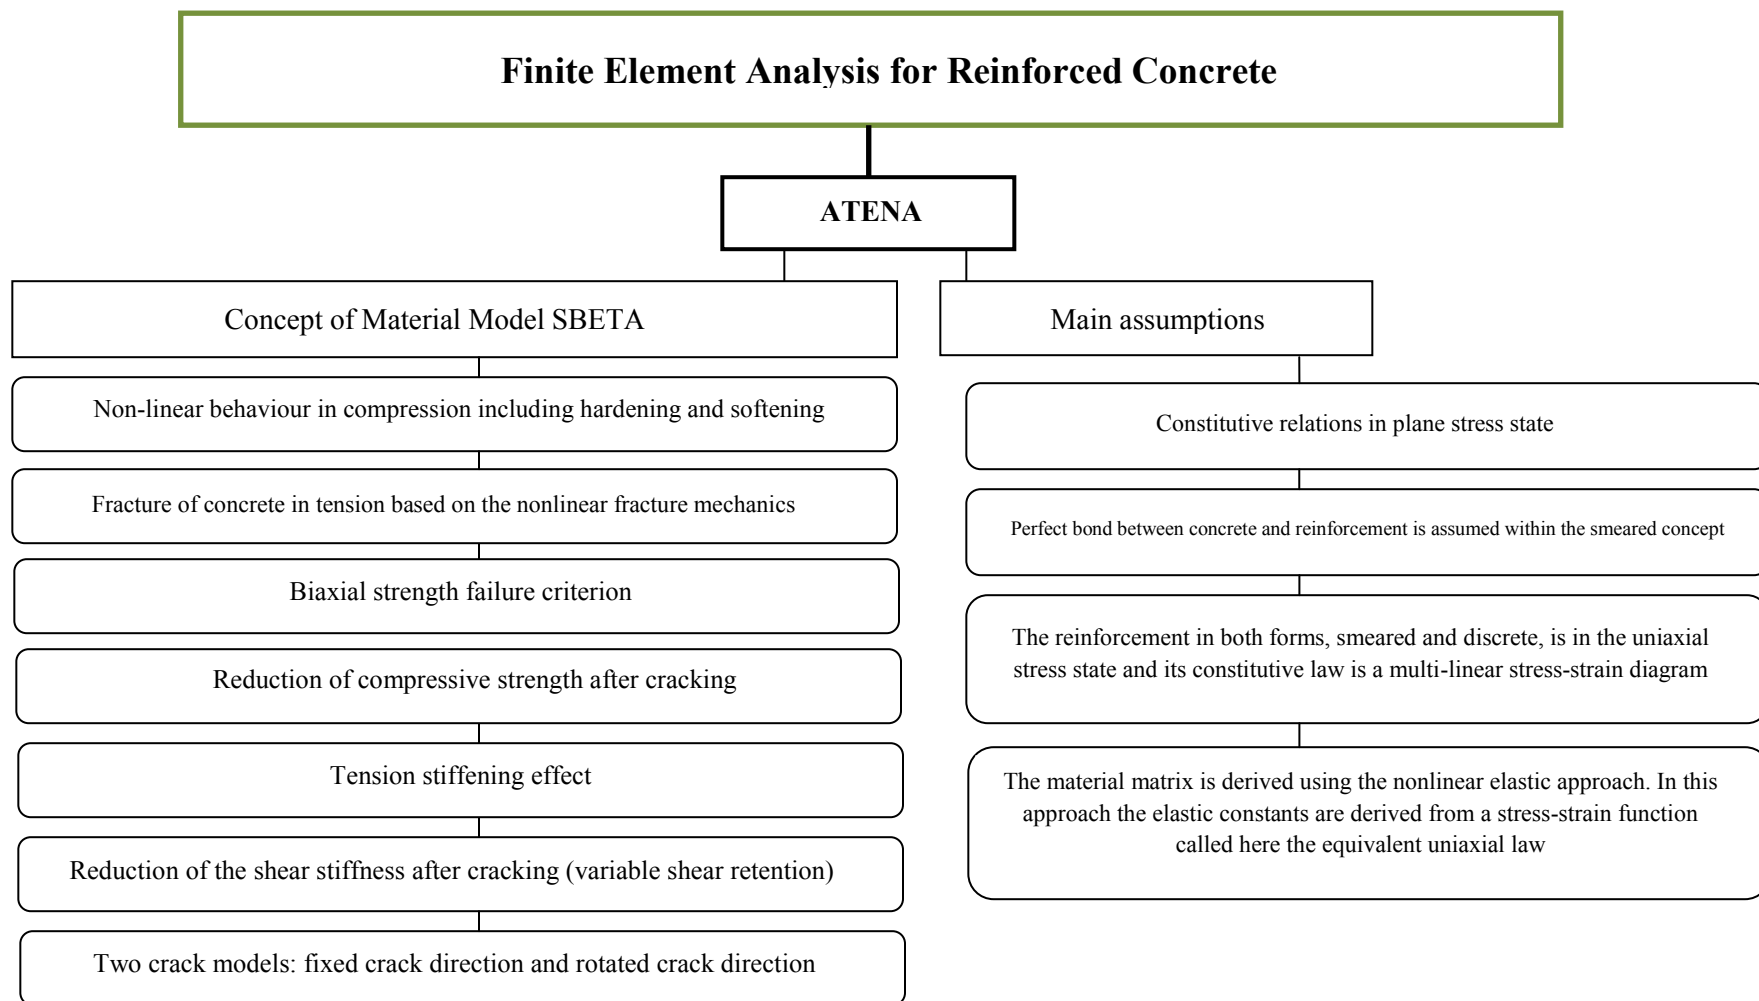 Finite Element Analysis for Reinforced Concrete
ATENA
Concept of Material Model SBETA
Non-linear behaviour in compression including hardening and softening
Fracture of concrete in tension based on the nonlinear fracture mechanics
Biaxial strength failure criterion
Reduction of compressive strength after cracking
Tension stiffening effect
Reduction of the shear stiffness after cracking (variable shear retention)
Two crack models: fixed crack direction and rotated crack direction
Main assumptions
Constitutive relations in plane stress state
Perfect bond between concrete and reinforcement is assumed within the smeared concept
The reinforcement in both forms, smeared and discrete, is in the uniaxial
stress state and its constitutive law is a multi-linear stress-strain diagram
The material matrix is derived using the nonlinear elastic approach. In this
approach the elastic constants are derived from a stress-strain function
called here the equivalent uniaxial law